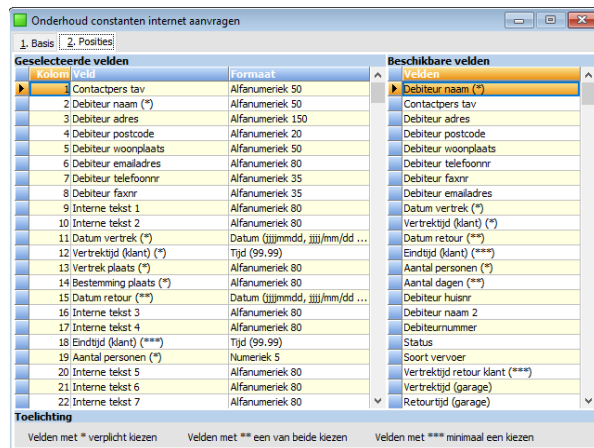 Onderhoud constanten internet aanvragen
1. Basis 2. Posities
Geselecteerde velden
Kolom Veld Formaat
1 Contactpers tav Alfanumeriek 50
2 Debiteur naam (*) Alfanumeriek 50
3 Debiteur adres Alfanumeriek 150
4 Debiteur postcode Alfanumeriek 20
5 Debiteur woonplaats Alfanumeriek 50
6 Debiteur emailadres Alfanumeriek 80
7 Debiteur telefoonnr Alfanumeriek 35
8 Debiteur faxnr Alfanumeriek 35
9 Interne tekst 1 Alfanumeriek 80
10 Interne tekst 2 Alfanumeriek 80
11 Datum vertrek (*) Datum (jjjjmmdd, jjjj/mm/dd ...
12 Vertrektijd (klant) (*) Tijd (99.99)
13 Vertrek plaats (*) Alfanumeriek 80
14 Bestemming plaats (*) Alfanumeriek 80
15 Datum retour (**) Datum (jjjjmmdd, jjjj/mm/dd ...
16 Interne tekst 3 Alfanumeriek 80
17 Interne tekst 4 Alfanumeriek 80
18 Eindtijd (klant) (***) Tijd (99.99)
19 Aantal personen (*) Numeriek 5
20 Interne tekst 5 Alfanumeriek 80
21 Interne tekst 6 Alfanumeriek 80
22 Interne tekst 7 Alfanumeriek 80
Beschikbare velden
Velden
Debiteur naam (*)
Contactpers tav
Debiteur adres
Debiteur postcode
Debiteur woonplaats
Debiteur telefoonnr
Debiteur faxnr
Debiteur emailadres
Datum vertrek (*)
Vertrektijd (klant) (*)
Datum retour (**)
Eindtijd (klant) (***)
Aantal personen (*)
Aantal dagen (**)
Debiteur huisnr
Debiteur naam 2
Debiteurnummer
Status
Soort vervoer
Vertrektijd retour klant (***)
Vertrektijd (garage)
Retourtijd (garage)
Toelichting
Velden met * verplicht kiezen Velden met ** een van beide kiezen Velden met *** minimaal een kiezen